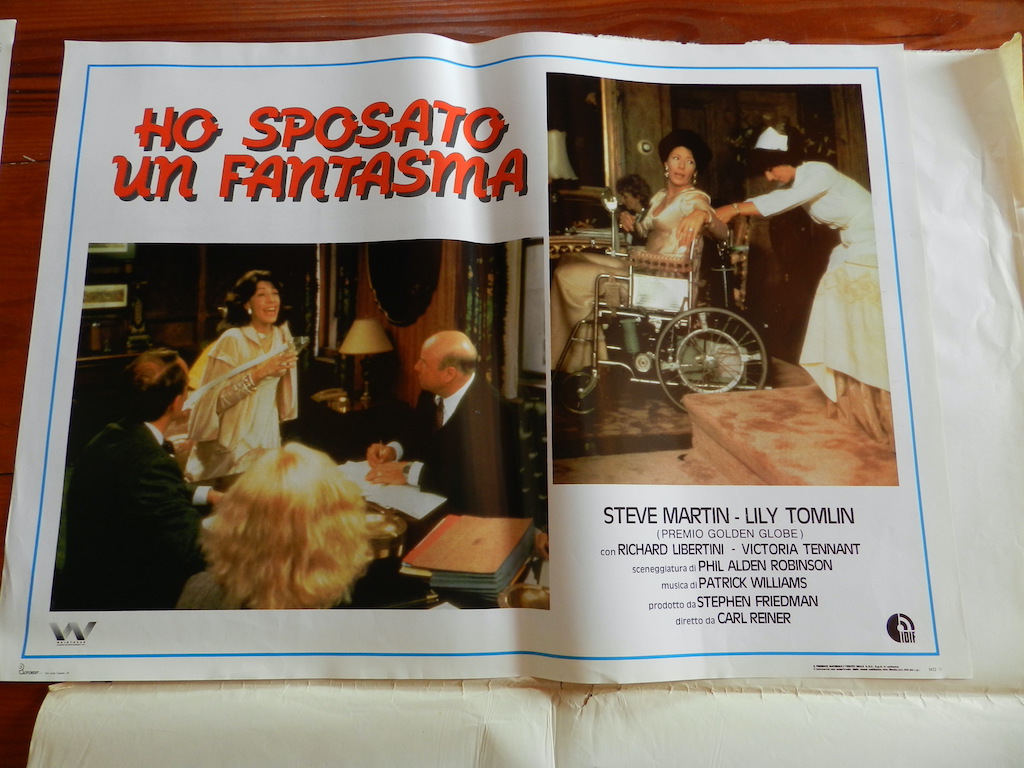 HO SPOSATO
UN FANTASMA
STEVE MARTIN - LILY TOMLIN
(PREMIO GOLDEN GLOBE)
con RICHARD LIBERTINI - VICTORIA TENNANT
sceneggiatura di PHIL ALDEN ROBINSON
musica di PATRICK WILLIAMS
prodotto da STEPHEN FRIEDMAN
diretto da CARL REINER
W
IDIF